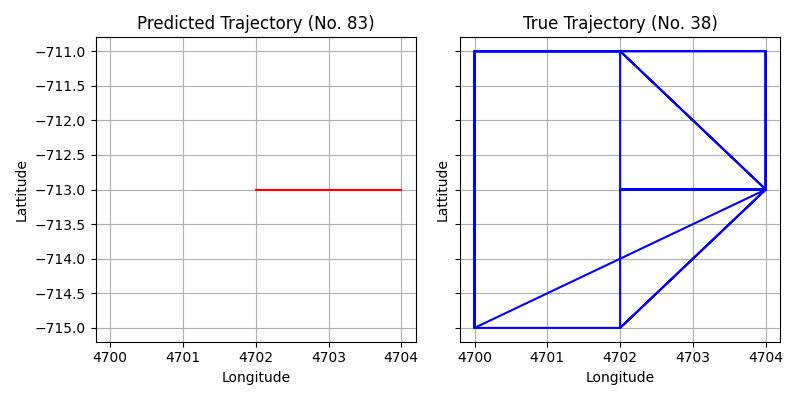 Predicted Trajectory (No. 83)
True Trajectory (No. 38)
−711.0
−711.5
−712.0
−712.5
−713.0
−713.5
−714.0
−714.5
−715.0
Lattitude
Lattitude
4700 4701 4702 4703 4704
4700 4701 4702 4703 4704
Longitude
Longitude